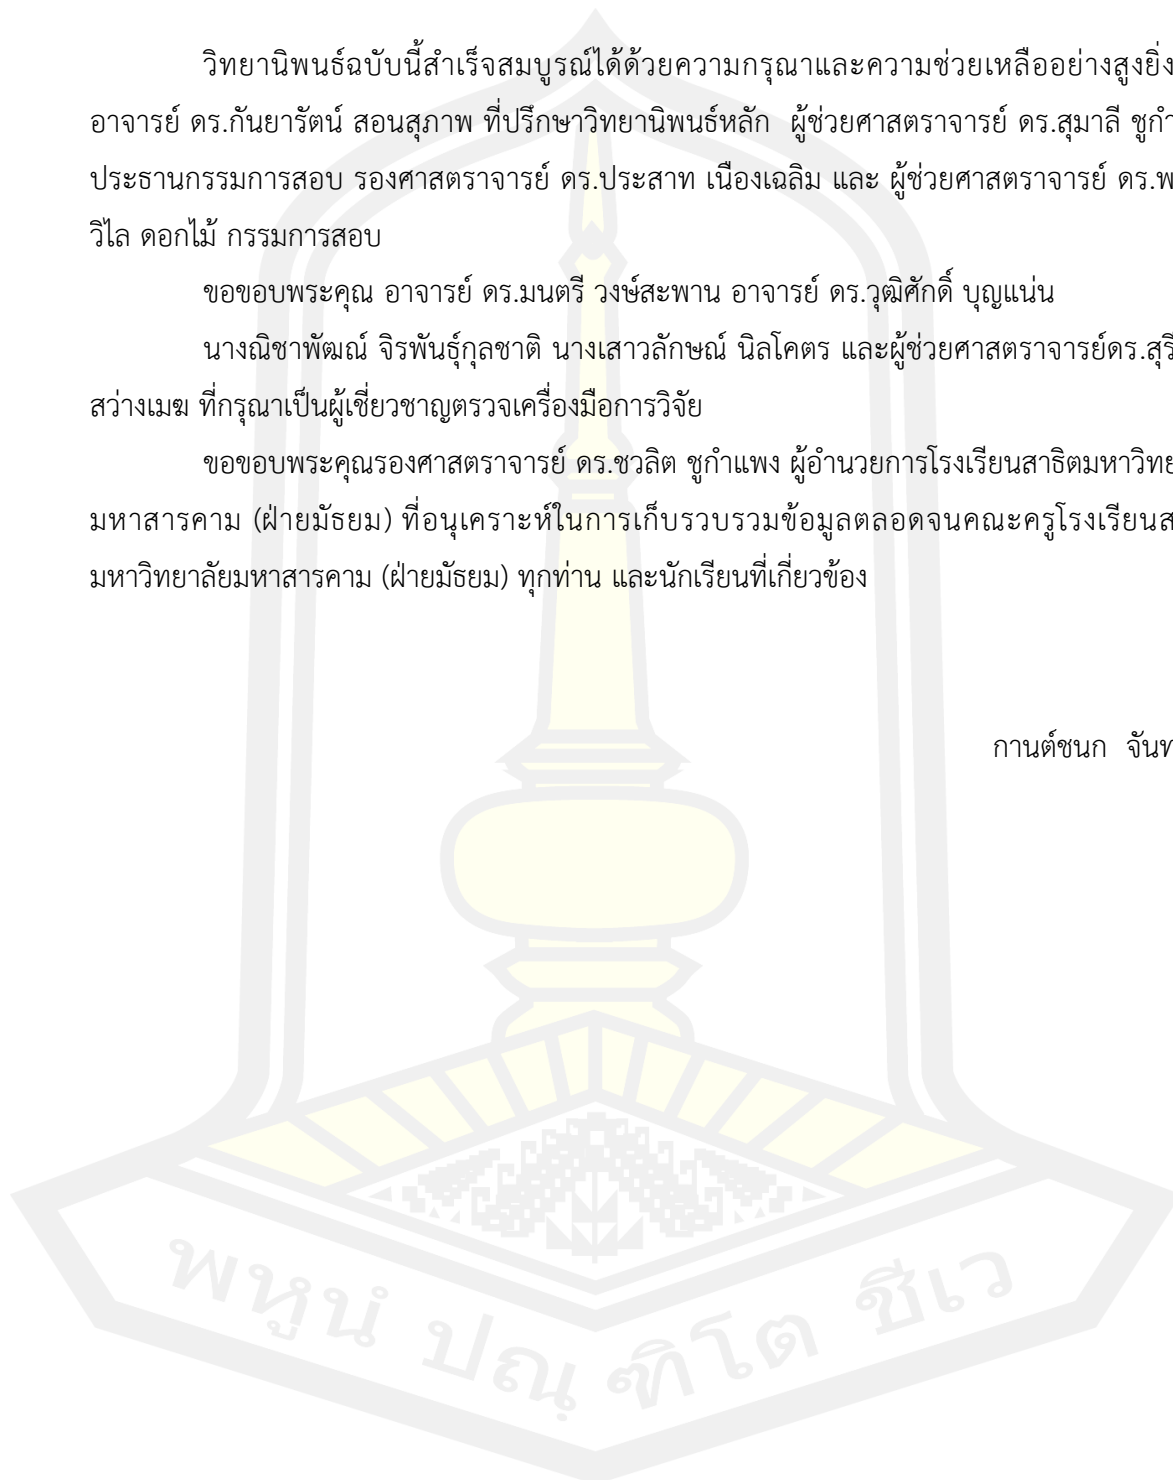 วิทยานิพนธ์ฉบับนี้สำเร็จสมบูรณ์ได้ด้วยความกรุณาและความช่วยเหลืออย่างสูงยิ่ง
อาจารย์ ดร.กันยารัตน์ สอนสุภาพ ที่ปรึกษาวิทยานิพนธ์หลัก ผู้ช่วยศาสตราจารย์ ดร.สุมาลี ชูกำ
ประธานกรรมการสอบ รองศาสตราจารย์ ดร.ประสาท เนืองเฉลิม และ ผู้ช่วยศาสตราจารย์ ดร.พ
วิไล ดอกไม้ กรรมการสอบ
ขอขอบพระคุณ อาจารย์ ดร.มนตรี วงษ์สะพาน อาจารย์ ดร.วุฒิศักดิ์ บุญแน่น
นางณิชาพัฒณ์ จิรพันธุ์กุลชาติ นางเสาวลักษณ์ นิลโคตร และผู้ช่วยศาสตราจารย์ดร.สุรี
สว่างเมฆ ที่กรุณาเป็นผู้เชี่ยวชาญตรวจเครื่องมือการวิจัย
ขอขอบพระคุณรองศาสตราจารย์ ดร.ชวลิต ชูกำแพง ผู้อำนวยการโรงเรียนสาธิตมหาวิทย
มหาสารคาม (ฝ่ายมัธยม) ที่อนุเคราะห์ในการเก็บรวบรวมข้อมูลตลอดจนคณะครูโรงเรียนส
มหาวิทยาลัยมหาสารคาม (ฝ่ายมัธยม) ทุกท่าน และนักเรียนที่เกี่ยวข้อง
กานต์ชนก จันท
พหูนํ ปณฺฑิโต ชีเว